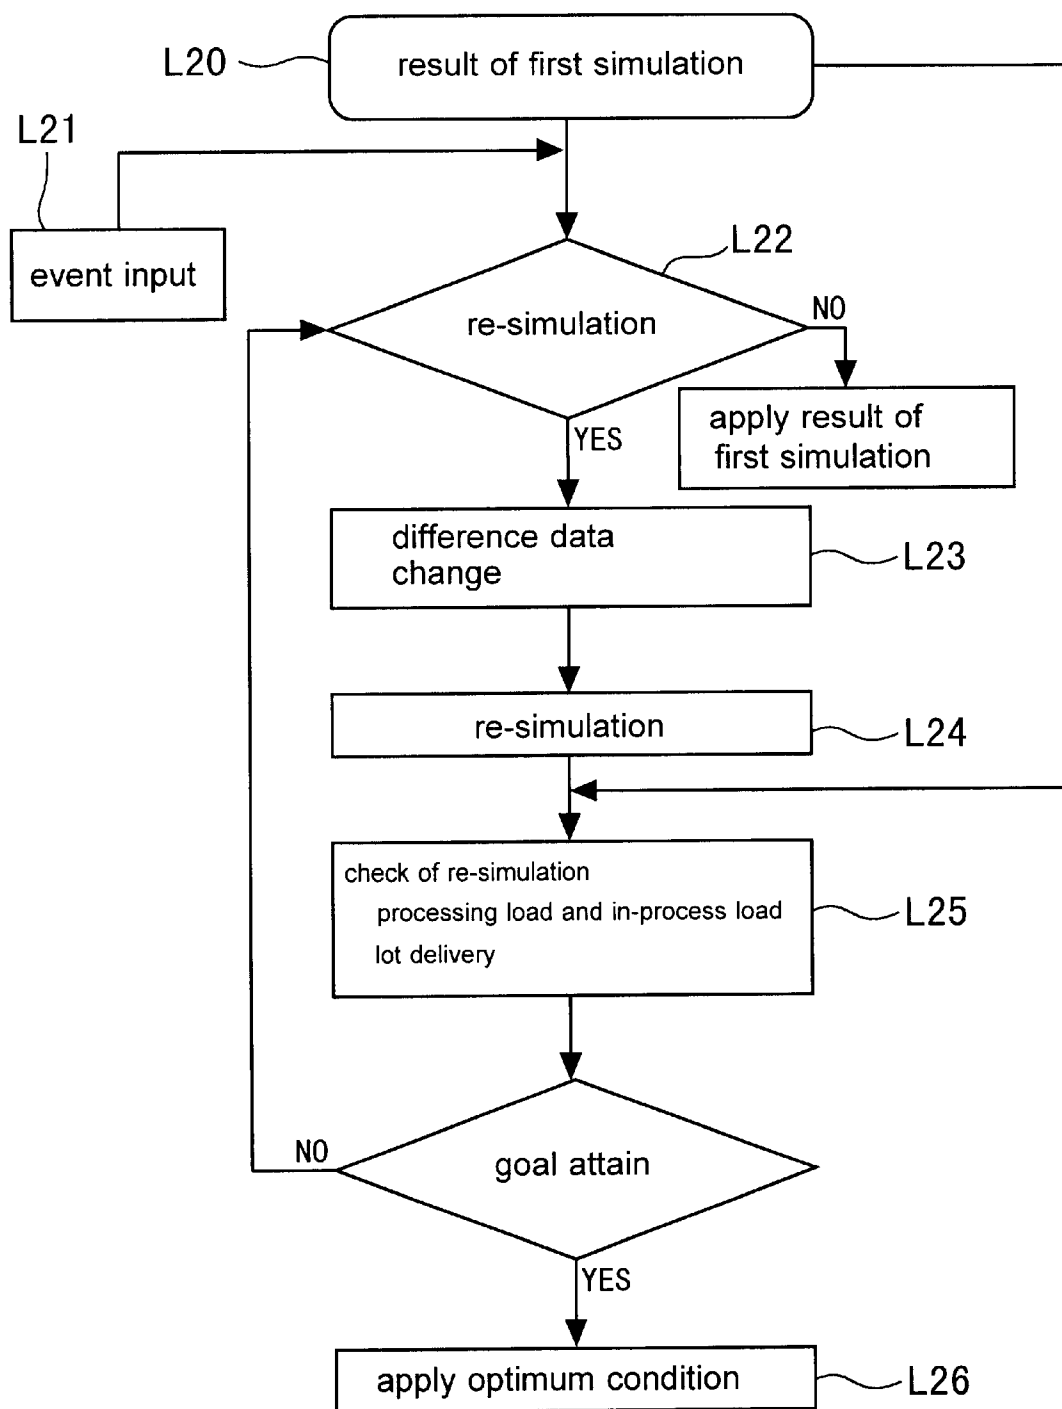 L20
result of first simulation
L21
event input
L22
re-simulation
NO
apply result of
first simulation
YES
difference data
change
L23
re-simulation
L24
check of re-simulation
processing load and in-process load
lot delivery
L25
NO
goal attain
YES
apply optimum condition
L26